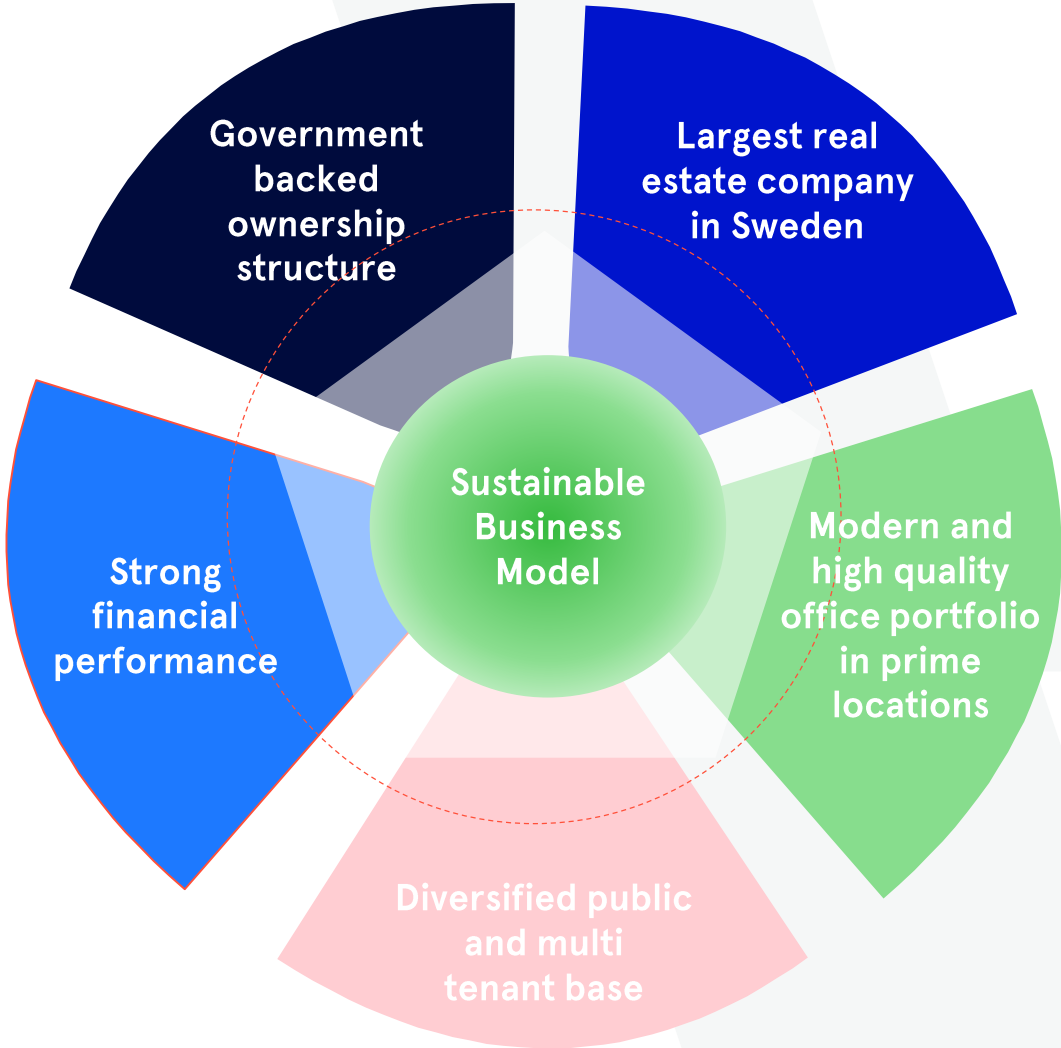 Government
backed
ownership
structure
Largest real
estate company
in Sweden
Sustainable
Business
Model
Modern and
high quality
office portfolio
in prime
locations
Strong
financial
performance
Diversified public
and multi
tenant base